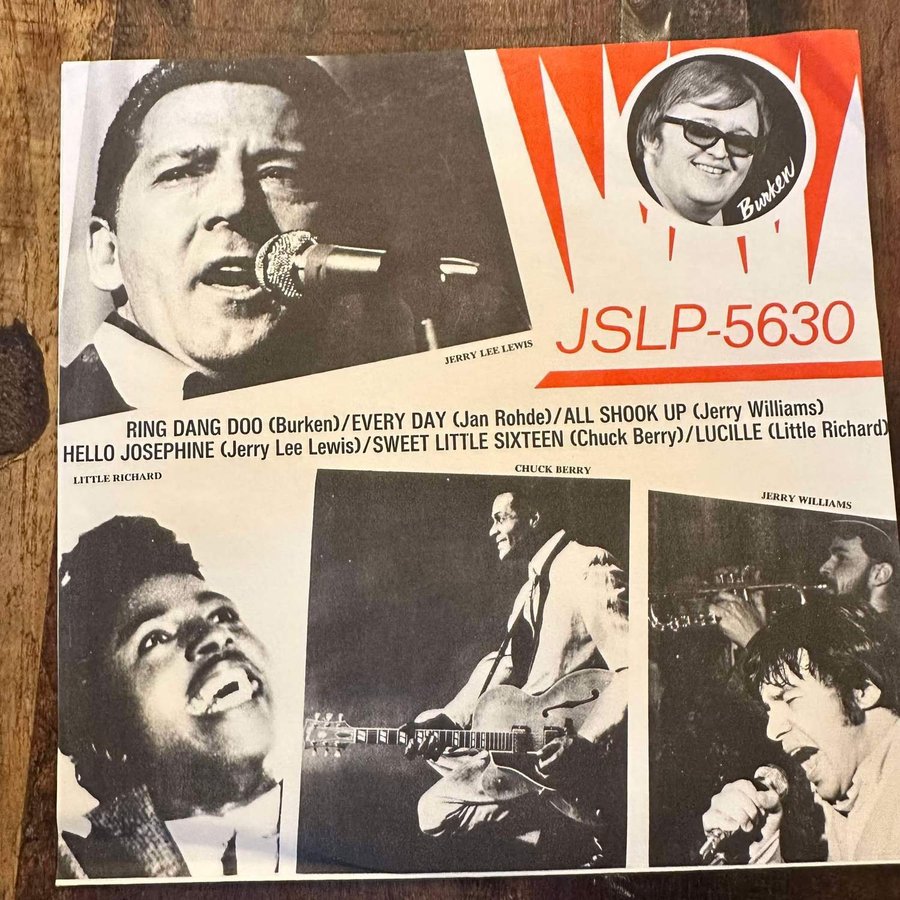 Burken
JSLP-5630
JERRY LEE LEWIS
RING DANG DOO (Burken)/EVERY DAY (Jan Rohde)/ALL SHOOK UP (Jerry Williams)
HELLO JOSEPHINE (Jerry Lee Lewis)/SWEET LITTLE SIXTEEN (Chuck Berry)/LUCILLE (Little Richard)
LITTLE RICHARD
CHUCK BERRY
JERRY WILLIAMS